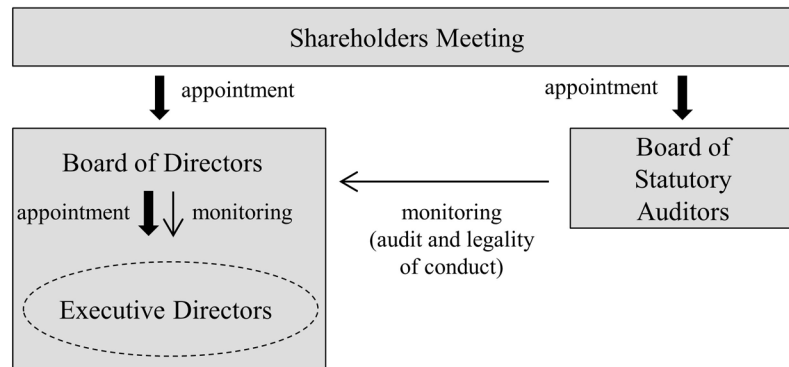 Shareholders Meeting
appointment
appointment
Board of Directors
appointment
monitoring
Executive Directors
monitoring
(audit and legality
of conduct)
Board of
Statutory
Auditors